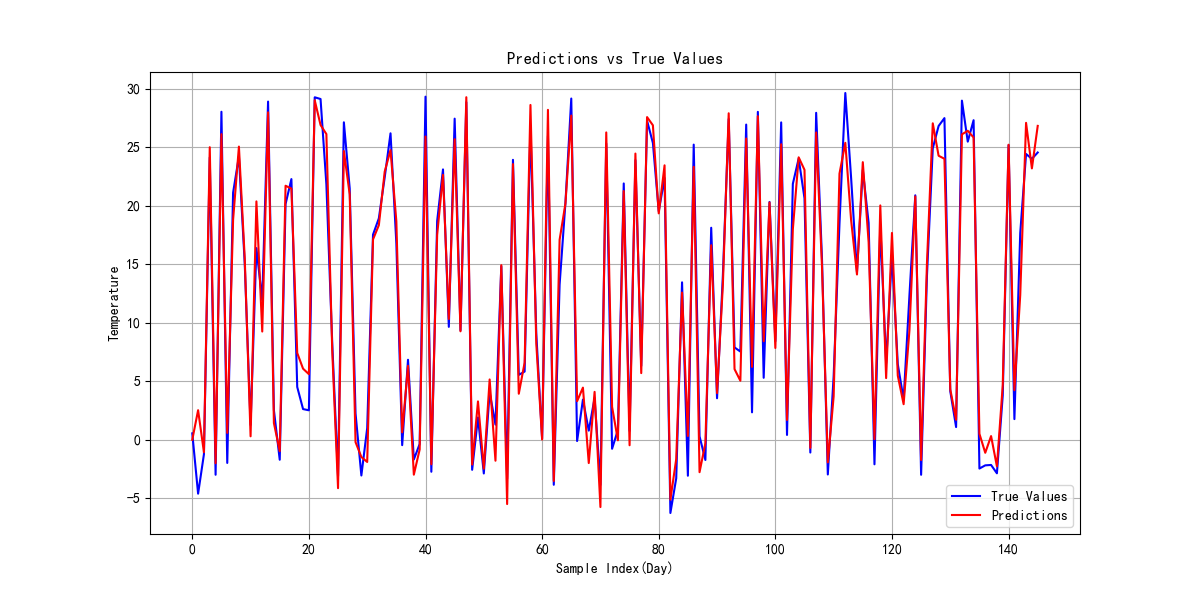 Predictions vs True Values
30
25
20
15
10
5
0
−5
Temperature
0 20 40 60 80 100 120 140
Sample Index(Day)
True Values
Predictions